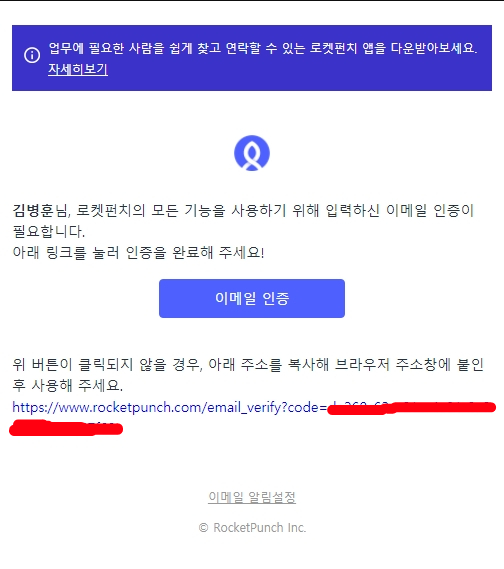 업무에 필요한 사람을 쉽게 찾고 연락할 수 있는 로켓펀치 앱을 다운받아보세요.
자세히보기
김병훈님, 로켓펀치의 모든 기능을 사용하기 위해 입력하신 이메일 인증이
필요합니다.
아래 링크를 눌러 인증을 완료해 주세요!
이메일 인증
위 버튼이 클릭되지 않을 경우, 아래 주소를 복사해 브라우저 주소창에 붙인
후 사용해 주세요.
https://www.rocketpunch.com/email_verify?code=
이메일 알림설정
© RocketPunch Inc.